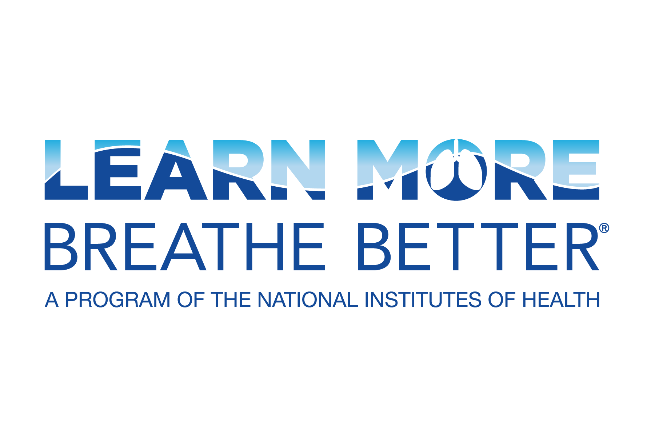 LEARN MORE
BREATHE BETTER®
A PROGRAM OF THE NATIONAL INSTITUTES OF HEALTH